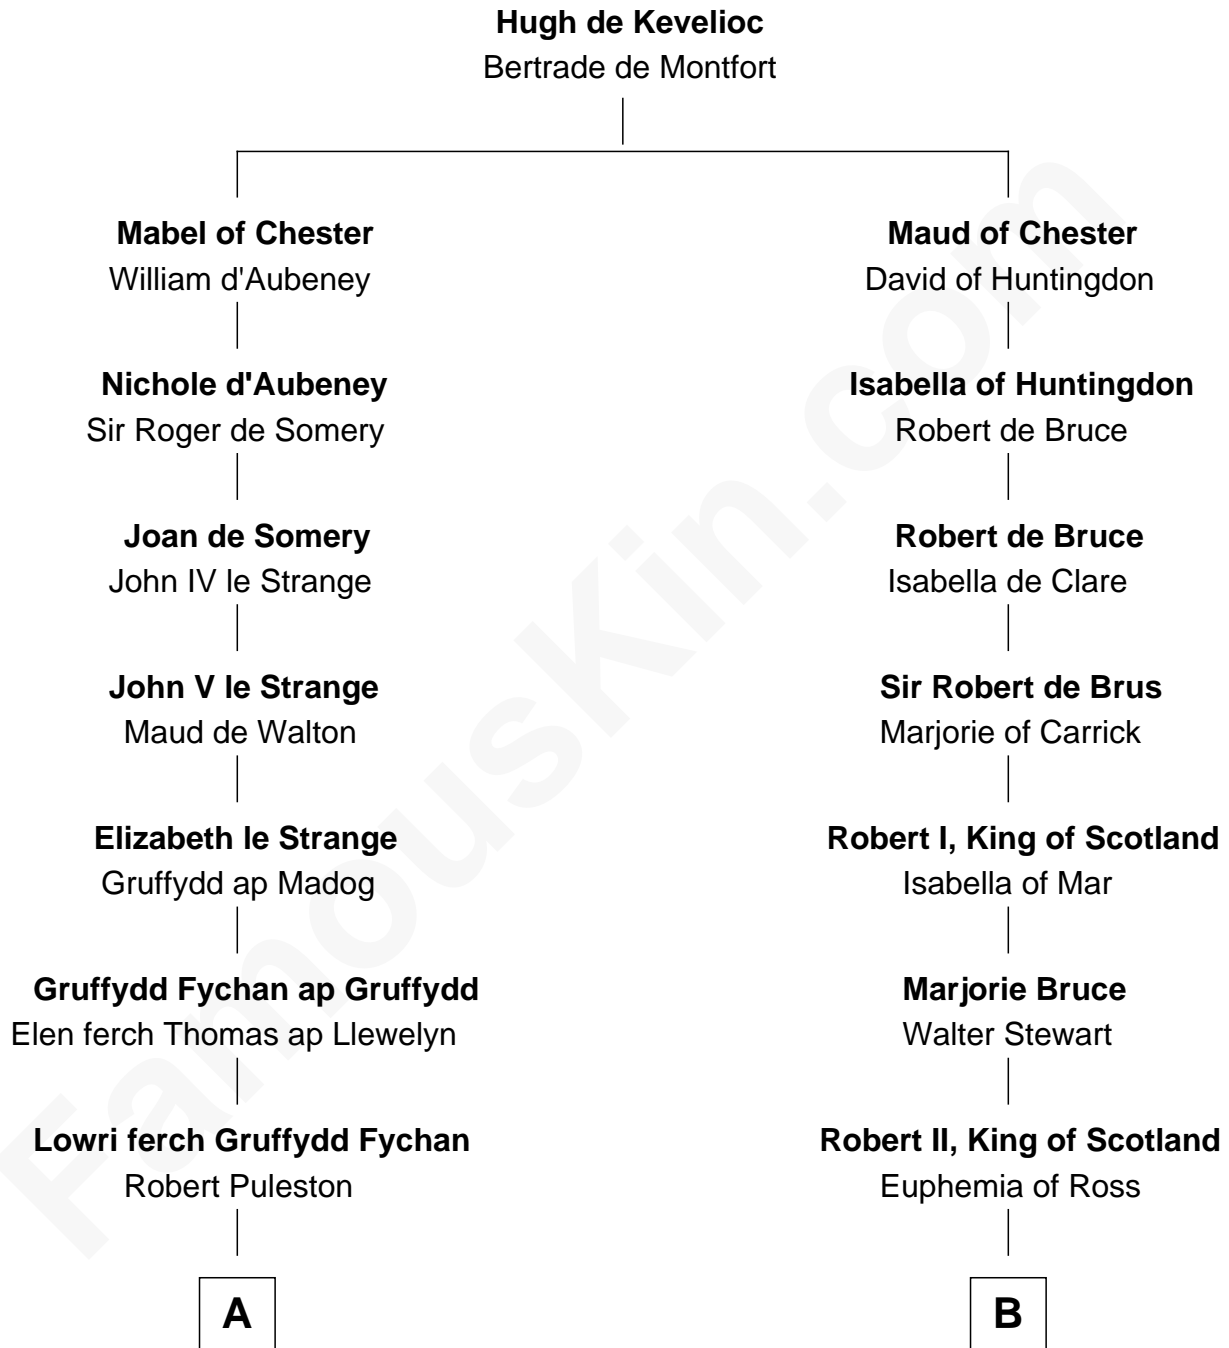 Hugh de Kevelioc
Bertrade de Montfort
Mabel of Chester
William d'Aubeney
Nichole d'Aubeney
Sir Roger de Somery
Joan de Somery
John IV le Strange
John V le Strange
Maud de Walton
Elizabeth le Strange
Gruffydd ap Madog
Gruffydd Fychan ap Gruffydd
Elen ferch Thomas ap Llewelyn
Lowri ferch Gruffydd Fychan
Robert Puleston
A
Maud of Chester
David of Huntingdon
Isabella of Huntingdon
Robert de Bruce
Robert de Bruce
Isabella de Clare
Sir Robert de Brus
Marjorie of Carrick
Robert I, King of Scotland
Isabella of Mar
Marjorie Bruce
Walter Stewart
Robert II, King of Scotland
Euphemia of Ross
B
FamousKin.com